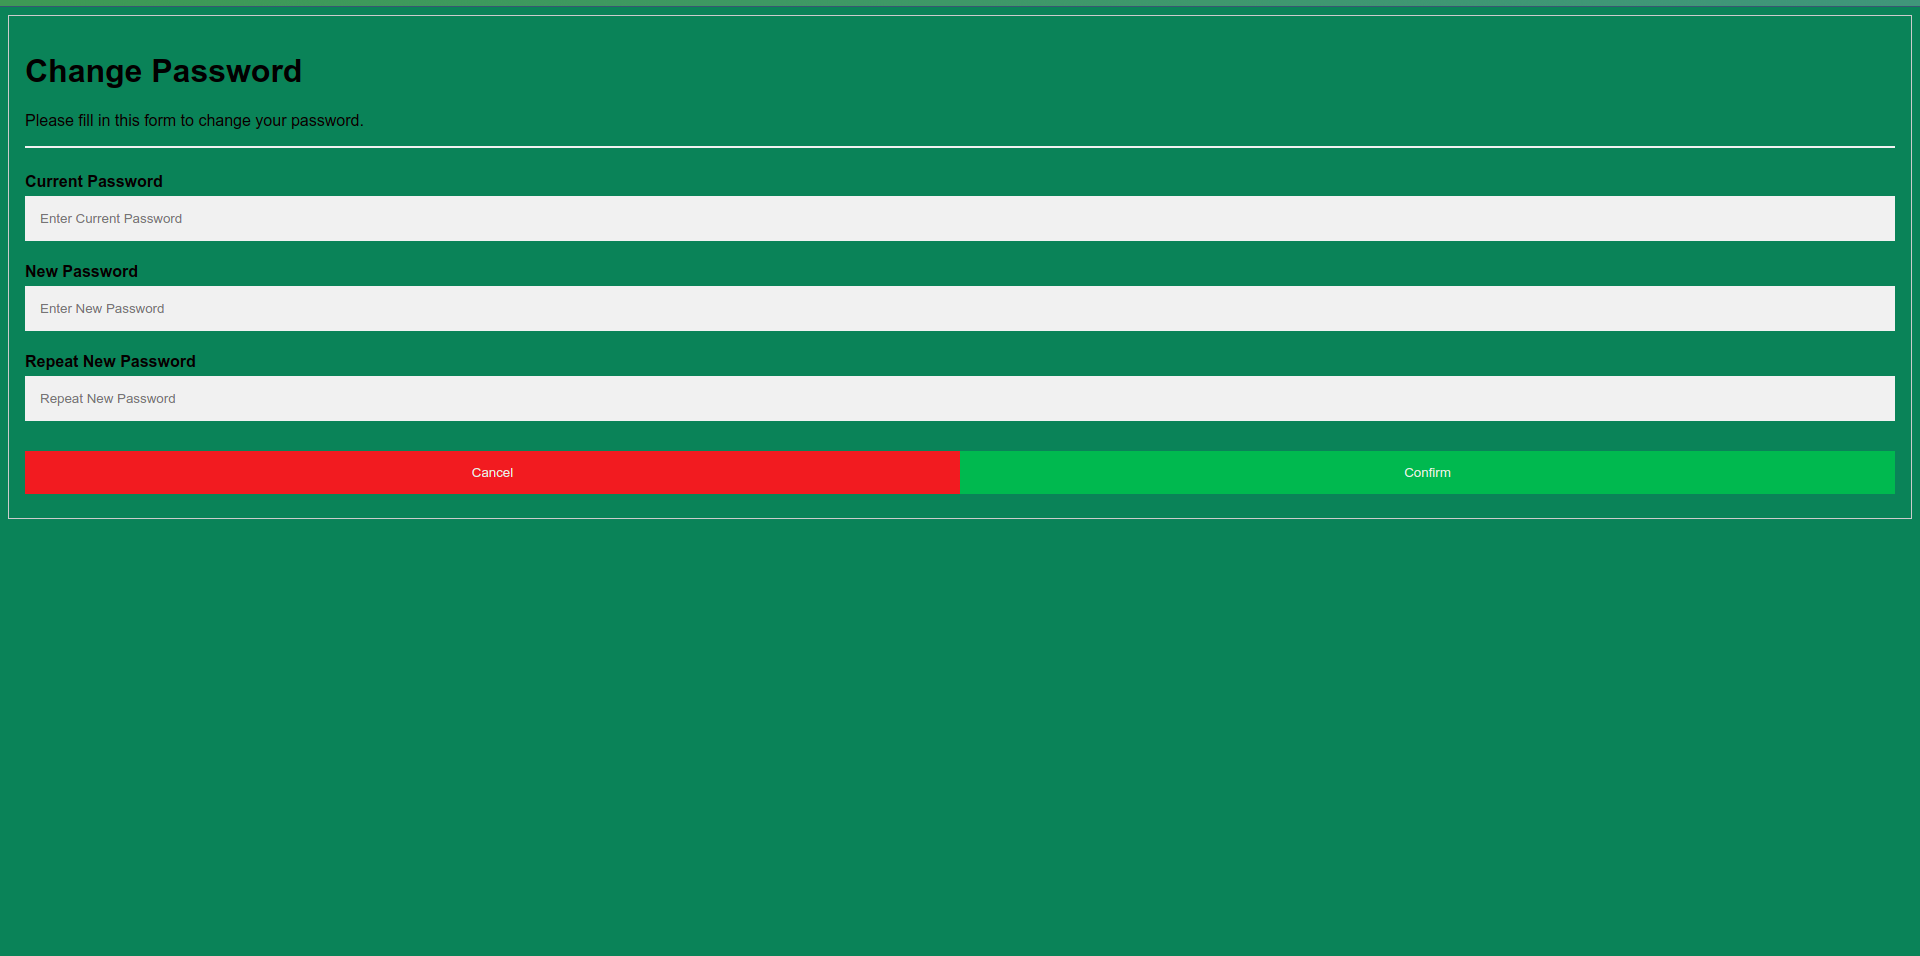 Change Password
Please fill in this form to change your password.
Current Password
Enter Current Password
New Password
Enter New Password
Repeat New Password
Repeat New Password
Cancel
Confirm